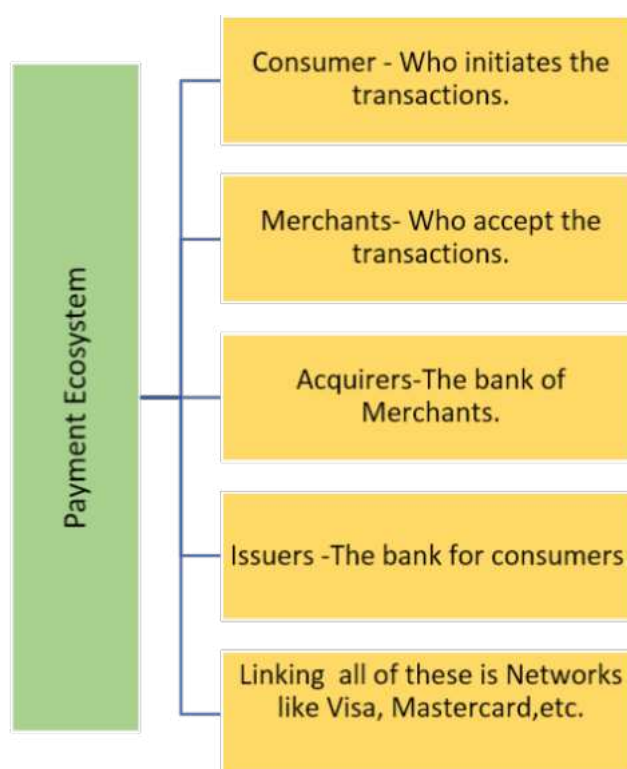 Payment Ecosystem
Consumer - Who initiates the
transactions.
Merchants- Who accept the
transactions.
Acquirers-The bank of
Merchants.
Issuers -The bank for consumers
Linking  all of these is Networks
like Visa, Mastercard,etc.